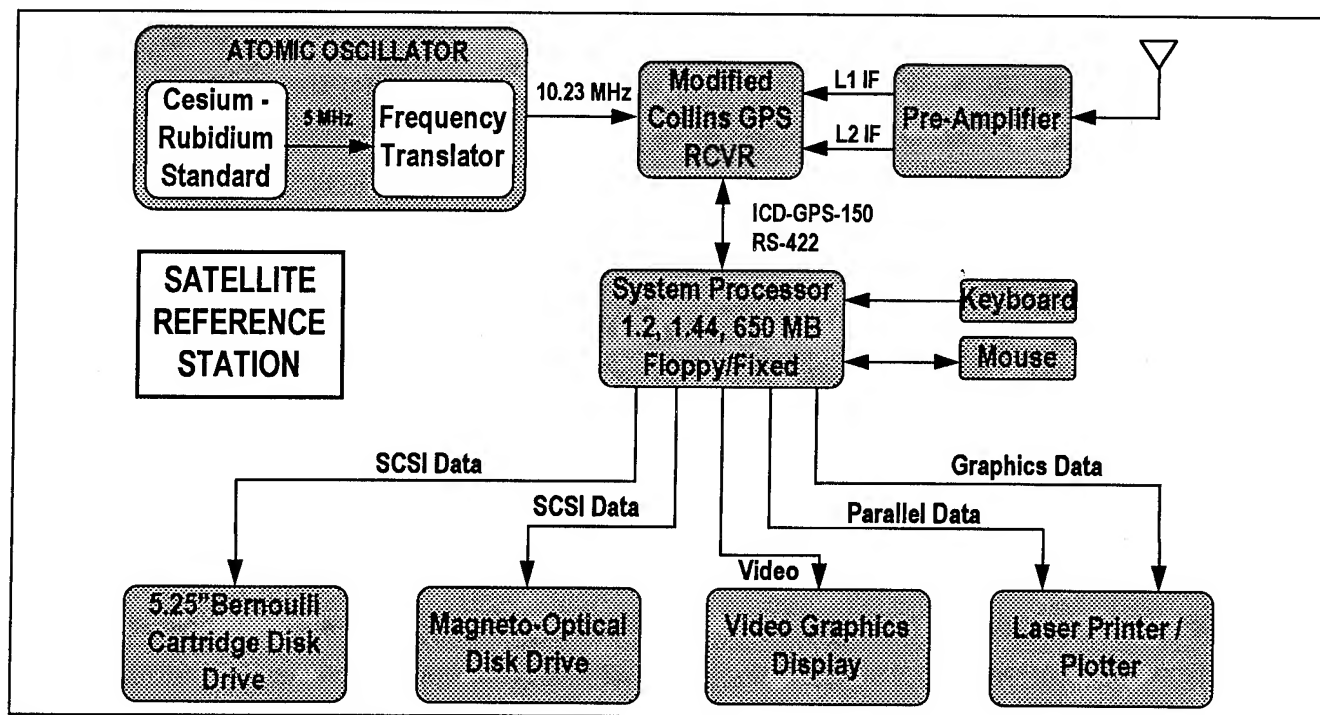 ATOMIC OSCILLATOR
Cesium -
Rubidium
Standard
5 MHz
Frequency
Translator
10.23 MHz
Modified
Collins GPS
RCVR
L1 IF
L2 IF
Pre-Amplifier
ICD-GPS-150
RS-422
SATELLITE
REFERENCE
STATION
System Processor
1.2, 1.44, 650 MB
Floppy/Fixed
Keyboard
Mouse
SCSI Data
SCSI Data
Video
Parallel Data
Graphics Data
5.25"Bernoulli
Cartridge Disk
Drive
Magneto-Optical
Disk Drive
Video Graphics
Display
Laser Printer /
Plotter